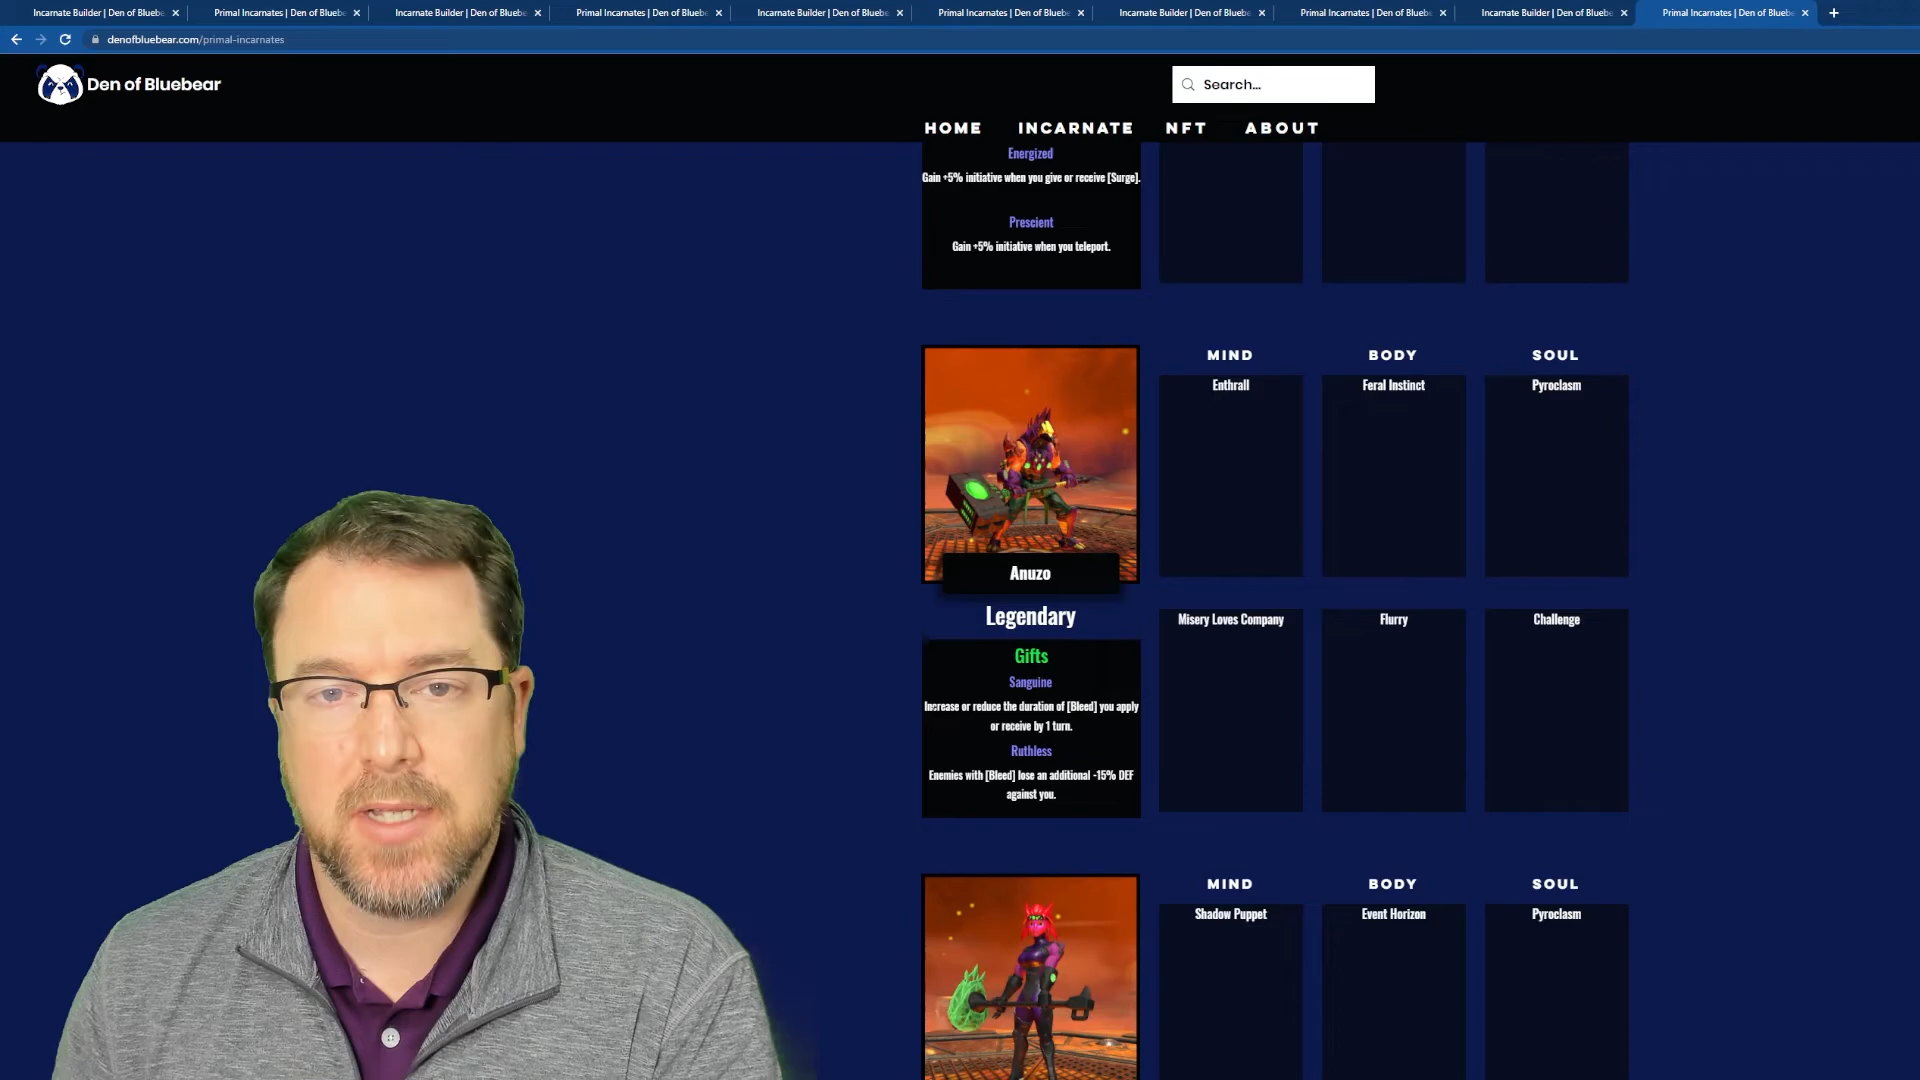 Incarnate Builder | Den of Bluebe
Primal Incarnates | Den of Bluebe
Incarnate Builder | Den of Bluebe
Primal Incarnates | Den of Bluebe
Incarnate Builder | Den of Bluebe
Primal Incarnates | Den of Bluebe
Incarnate Builder | Den of Bluebe
Primal Incarnates | Den of Bluebe
Incarnate Builder | Den of Bluebe
Primal Incarnates | Den of Bluebe
denofbluebear.com/primal-incarnates
Den of Bluebear
Search...
HOME INCARNATE NFT ABOUT
Energized
Gain +5% initiative when you give or receive [Surge].
Prescient
Gain +5% initiative when you teleport.
MIND BODY SOUL
Enthrall Feral Instinct Pyroclasm
Anuzo
Legendary
Misery Loves Company Flurry Challenge
Gifts
Sanguine
Increase or reduce the duration of [Bleed] you apply
or receive by 1 turn.
Ruthless
Enemies with [Bleed] lose an additional -15% DEF
against you.
MIND BODY SOUL
Shadow Puppet Event Horizon Pyroclasm